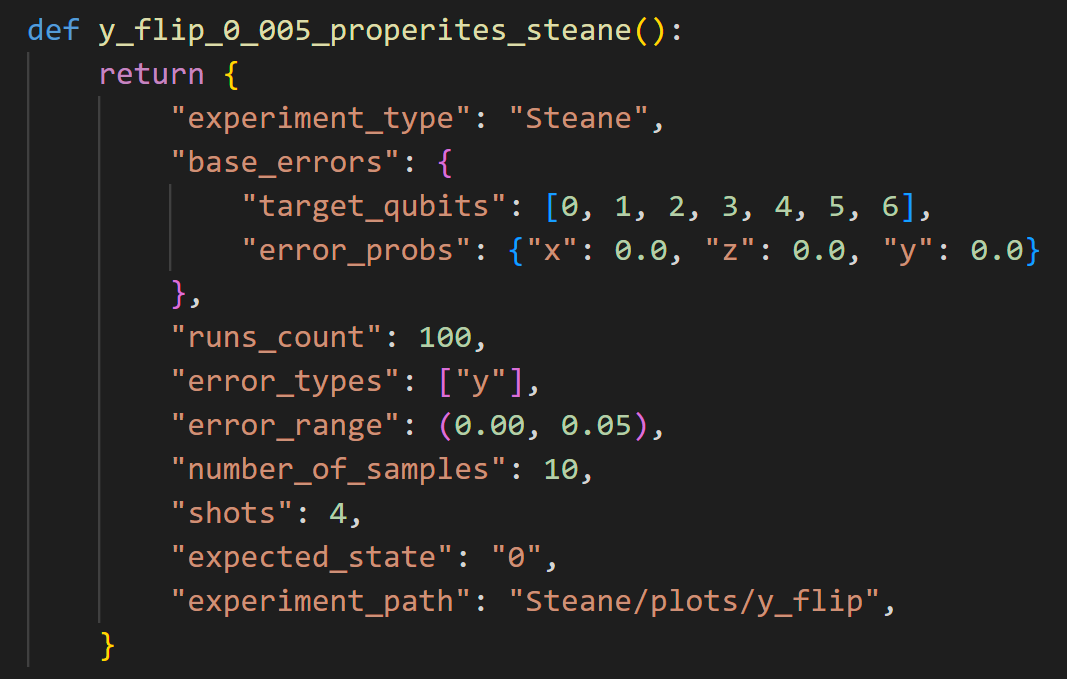 def y_flip_0_005_properites_steane():
    return {
        "experiment_type": "Steane",
        "base_errors": {
            "target_qubits": [0, 1, 2, 3, 4, 5, 6],
            "error_probs": {"x": 0.0, "z": 0.0, "y": 0.0}
        },
        "runs_count": 100,
        "error_types": ["y"],
        "error_range": (0.00, 0.05),
        "number_of_samples": 10,
        "shots": 4,
        "expected_state": "0",
        "experiment_path": "Steane/plots/y_flip",
    }